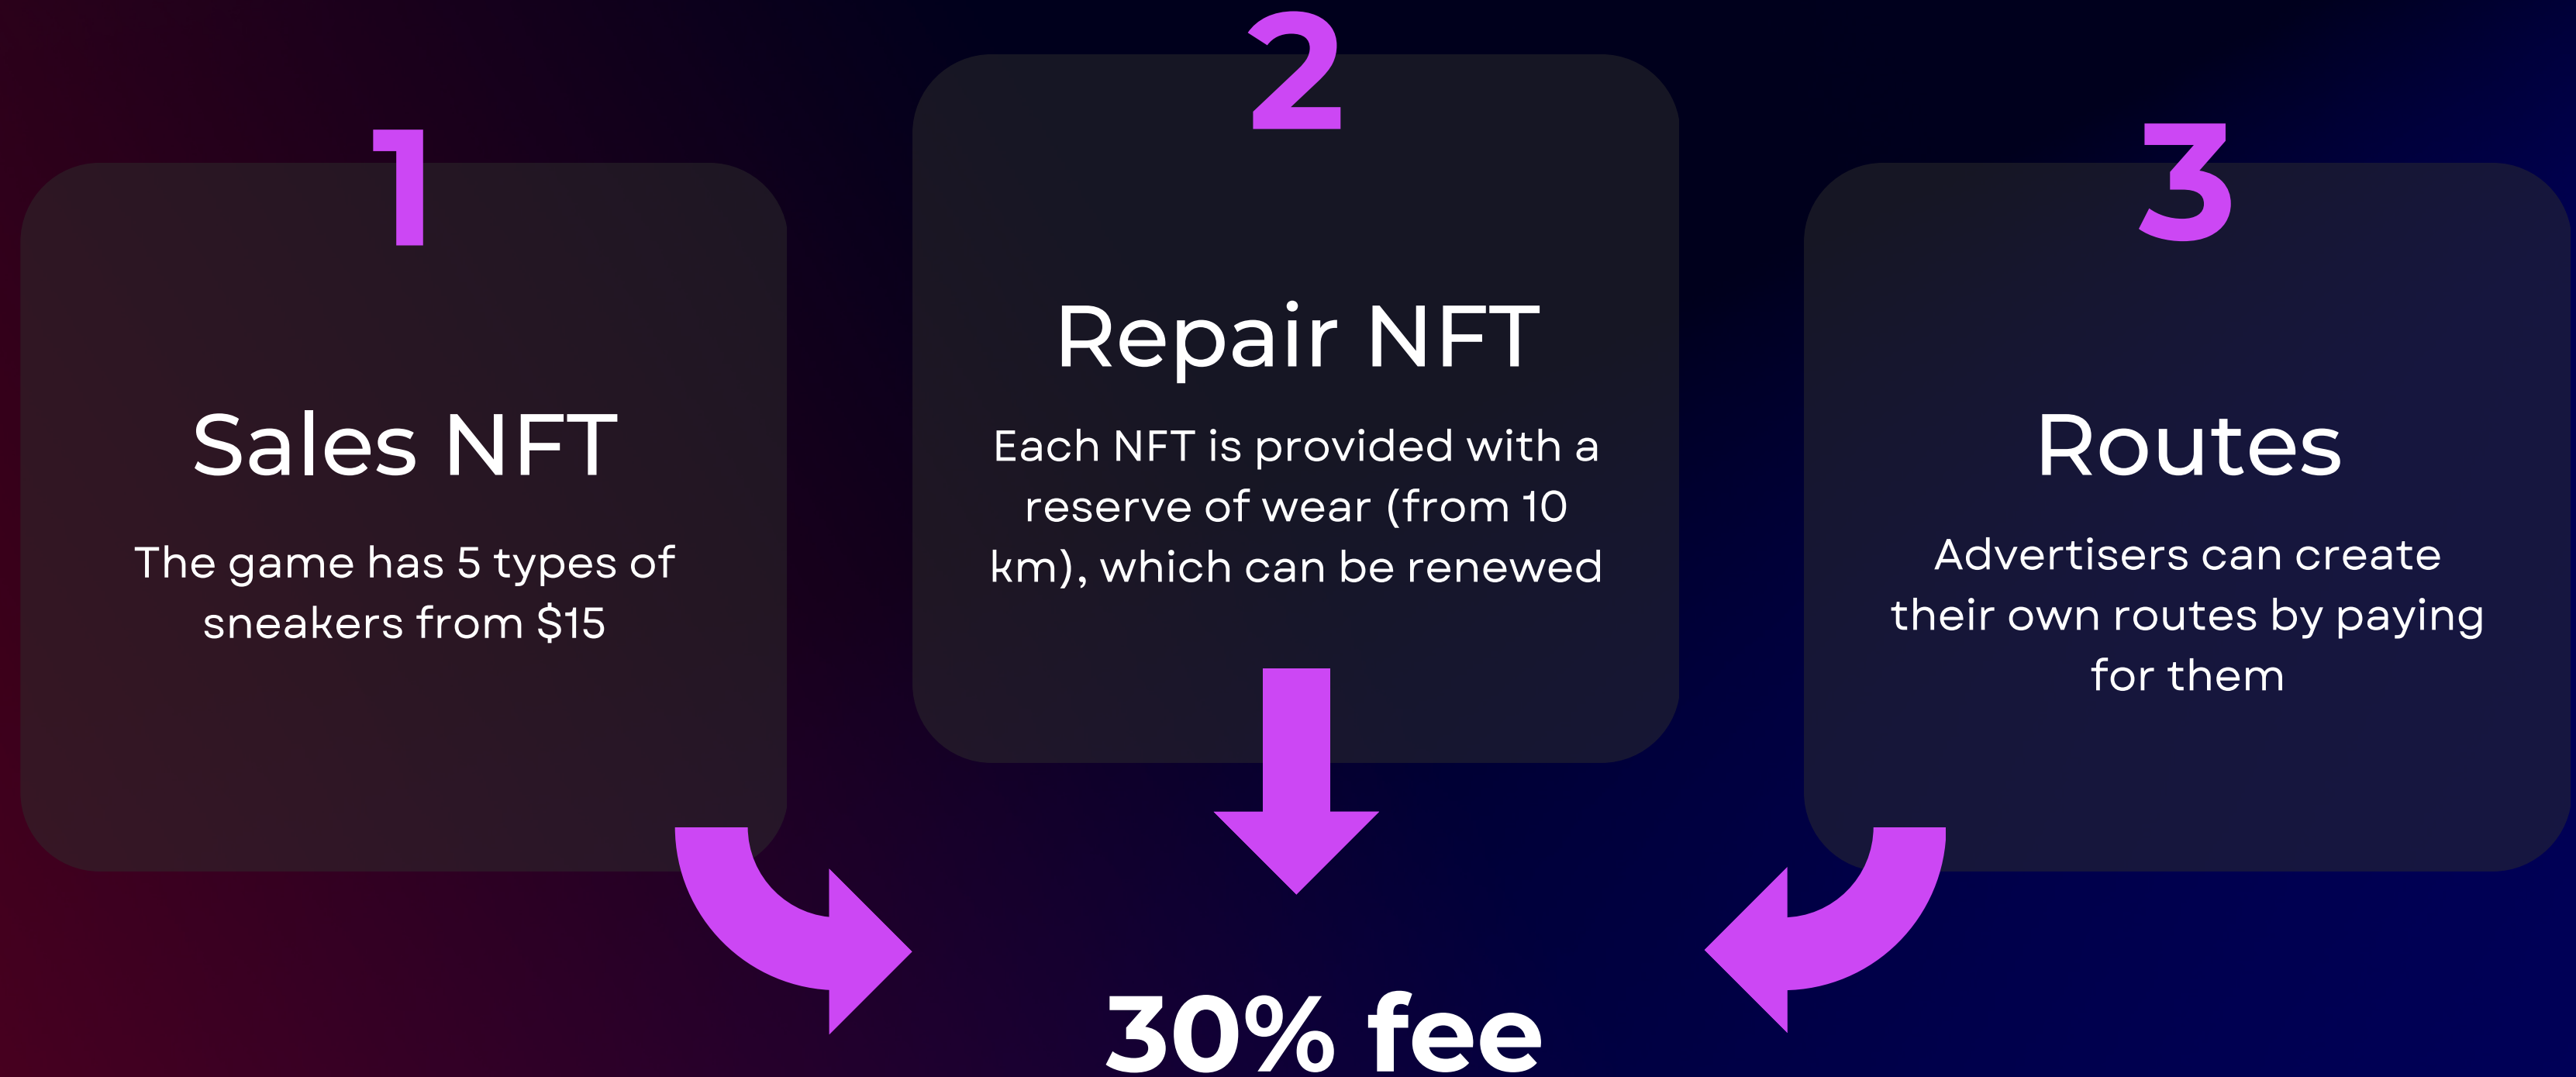 1
Sales NFT
The game has 5 types of
sneakers from $15
2
Repair NFT
Each NFT is provided with a
reserve of wear (from 10
km), which can be renewed
3
Routes
Advertisers can create
their own routes by paying
for them
30% fee